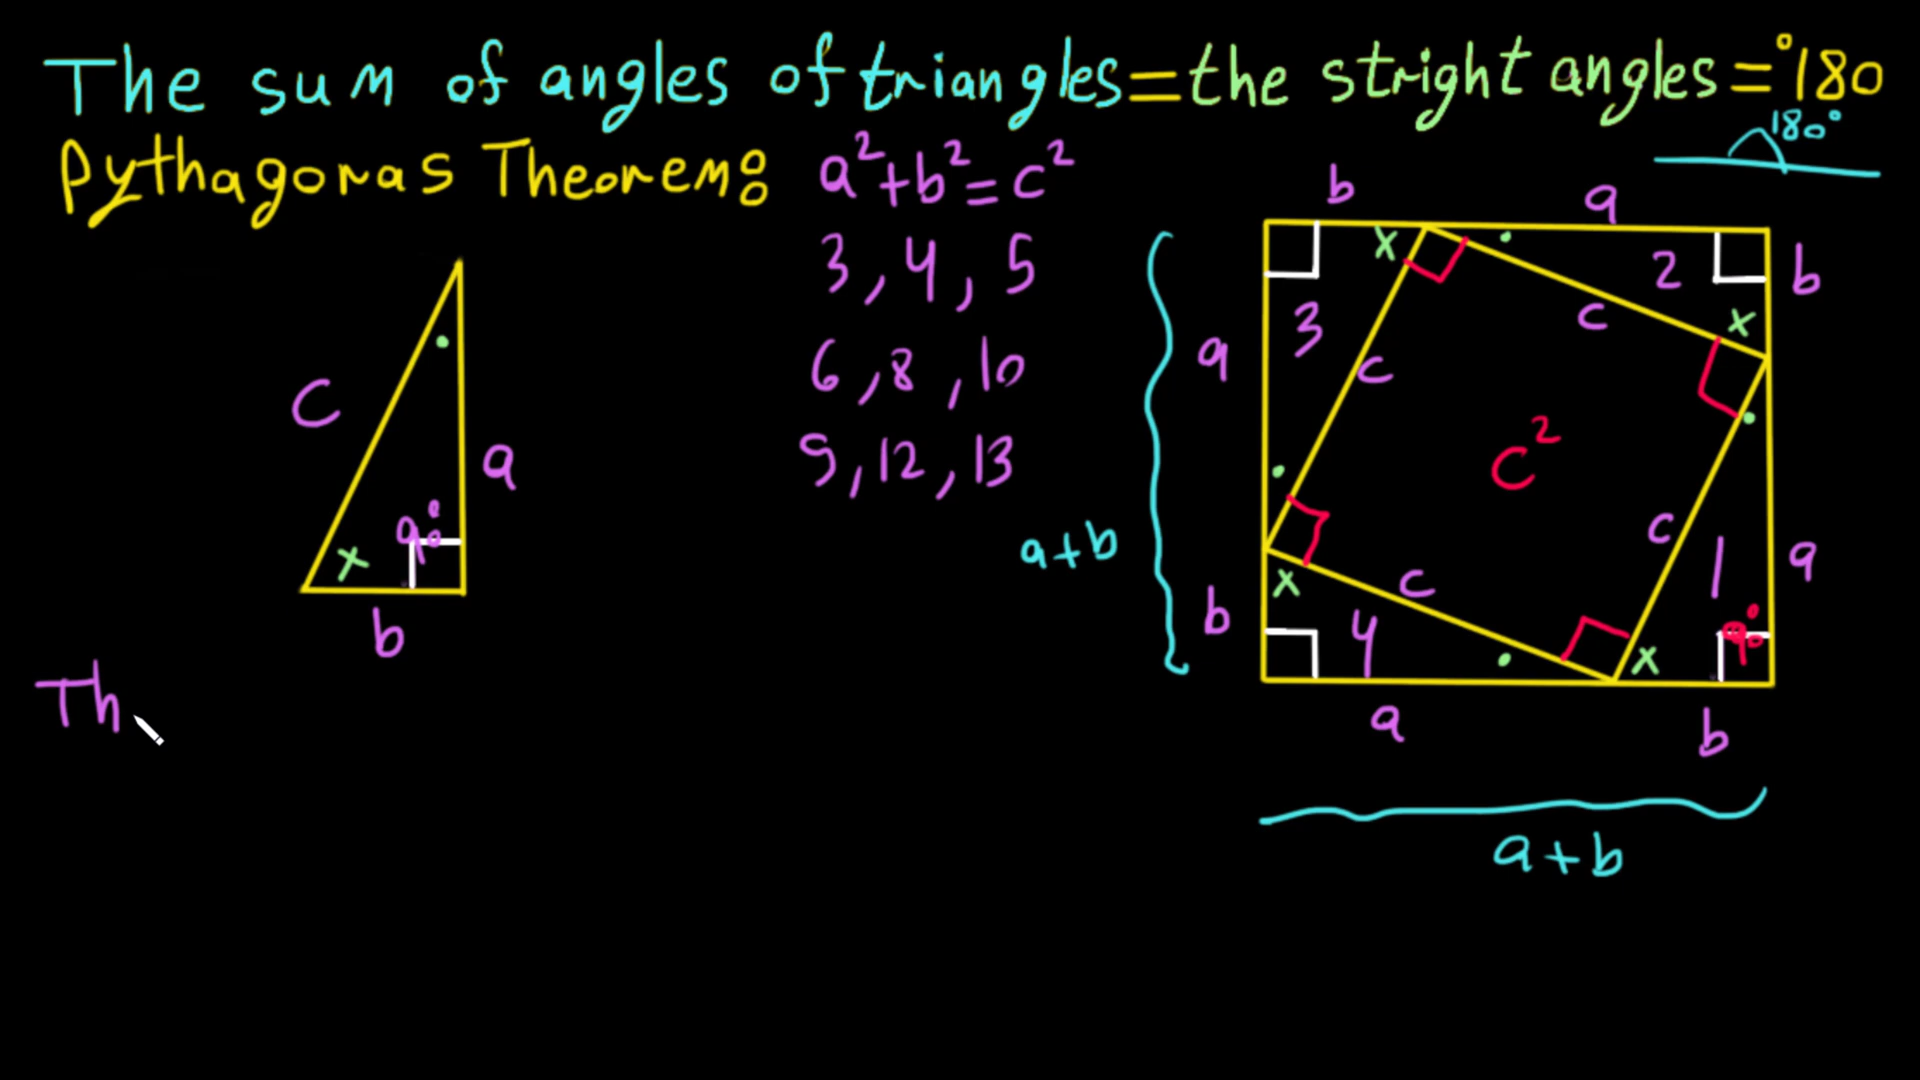 The sum of angles of triangles = the stright angles = °180
180°
Pythagoras Theorem: a² + b² = c²
3, 4, 5
6, 8, 10
5, 12, 13
c
a
90°
x
b
Th
b a
x 2 b
3 c x
a c
c²
a+b
c 1 a
x c
b 4 x 90°
a b
a+b